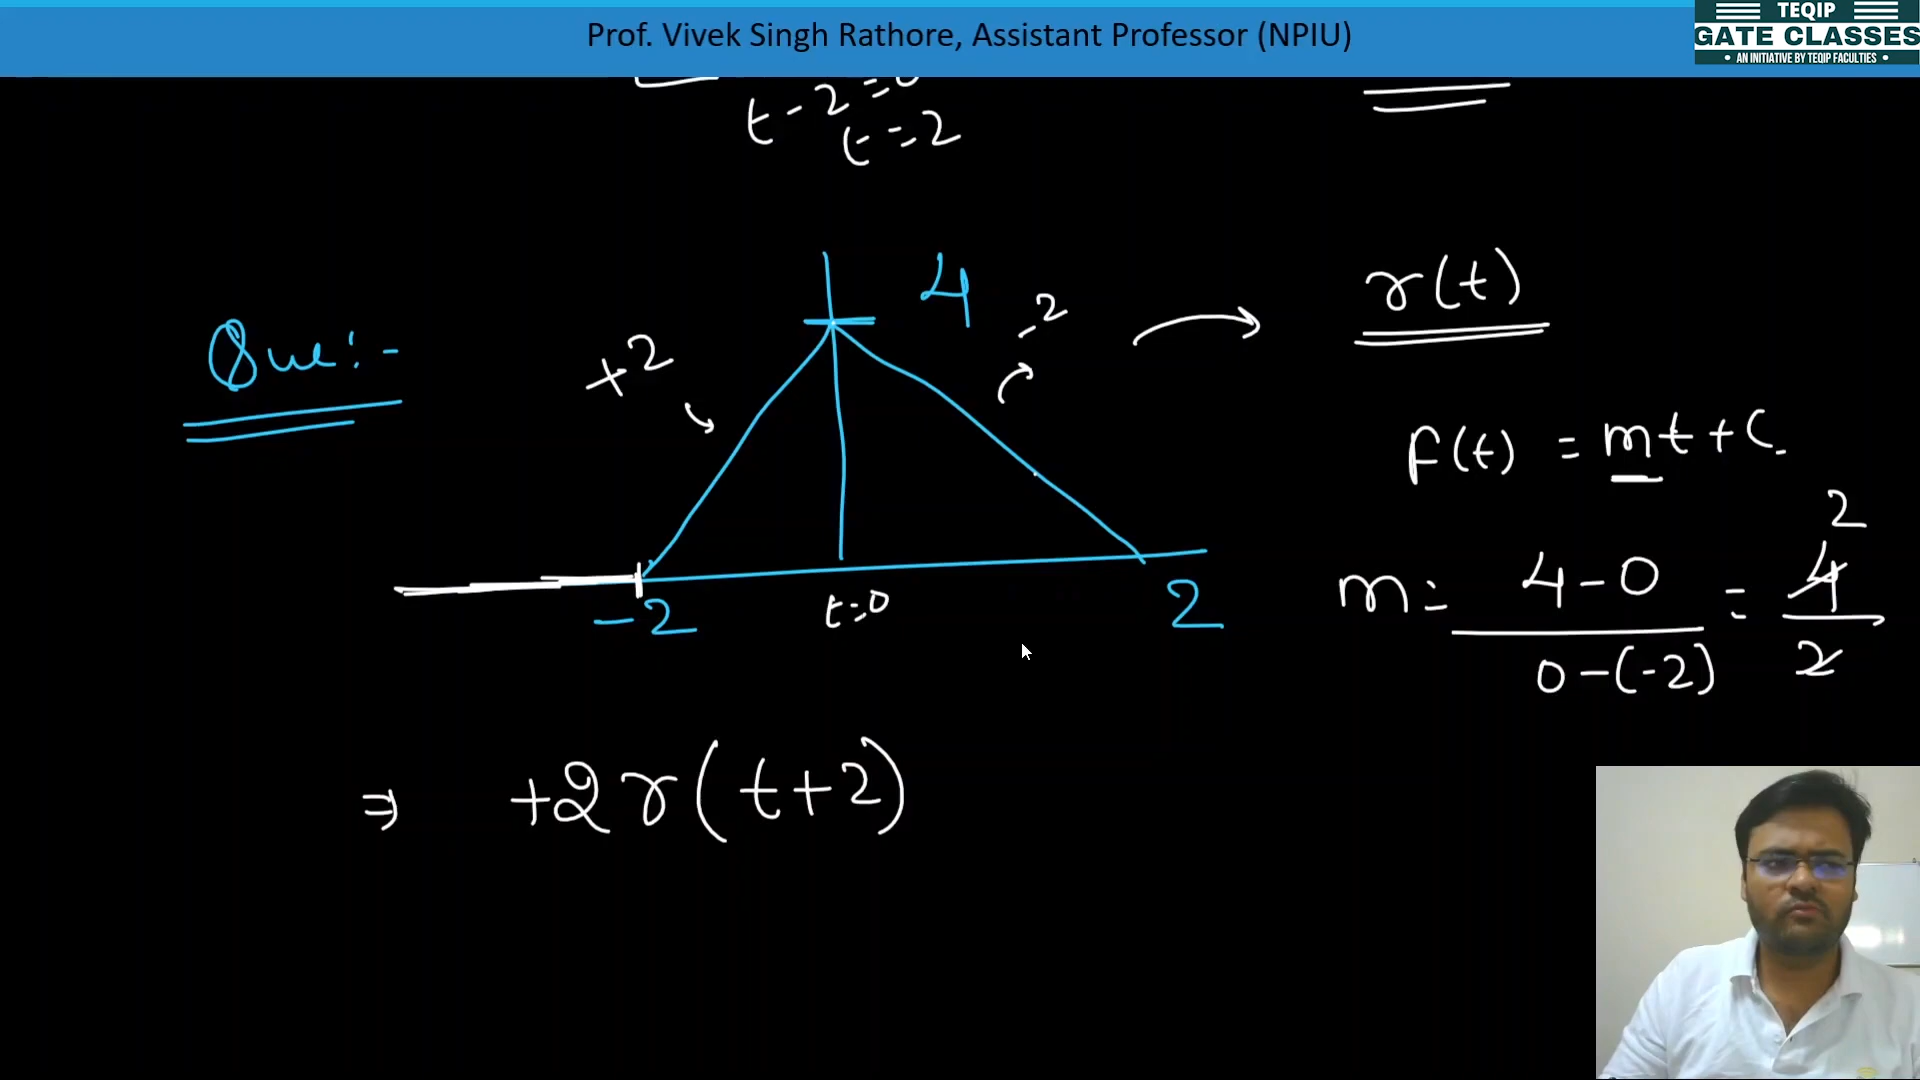 Prof. Vivek Singh Rathore, Assistant Professor (NPIU)
TEQIP
GATE CLASSES
• AN INITIATIVE BY TEQIP FACULTIES •
t-2=0
t=2
Que:-
+2
4
-2
r(t)
f(t) = mt+C.
-2
t=0
2
m= 4-0 / 0-(-2) = 4/2 2
⇒ +2r(t+2)